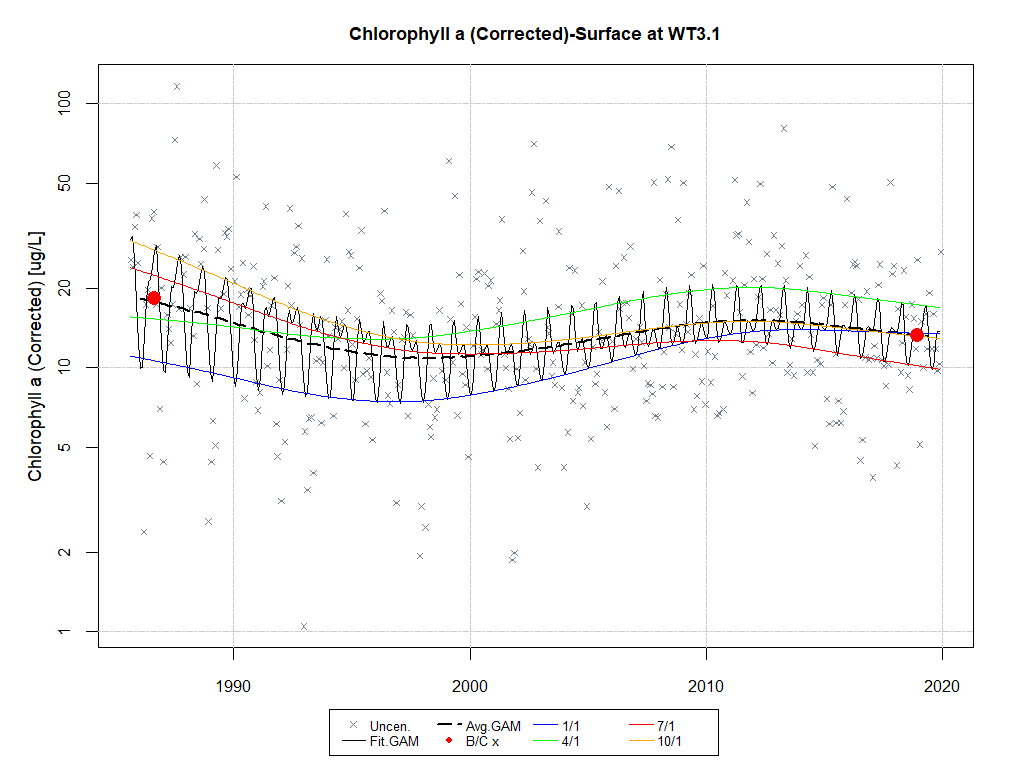 Chlorophyll a (Corrected)-Surface at WT3.1
Chlorophyll a (Corrected) [ug/L]
100
50
20
10
5
2
1
1990 2000 2010 2020
Uncen. Avg.GAM 1/1 7/1
Fit.GAM B/C x 4/1 10/1